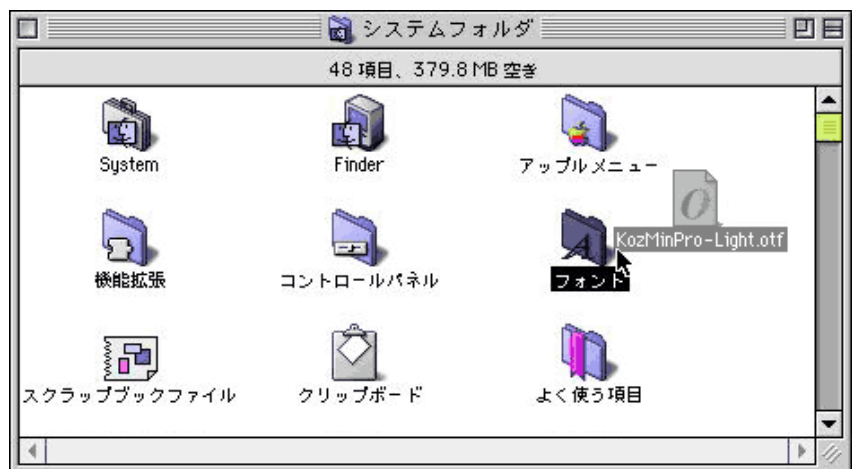 システムフォルダ
48 項目、379.8 MB 空き
System
Finder
アップルメニュー
KozMinPro-Light.otf
機能拡張
コントロールパネル
フォント
スクラップブックファイル
クリップボード
よく使う項目